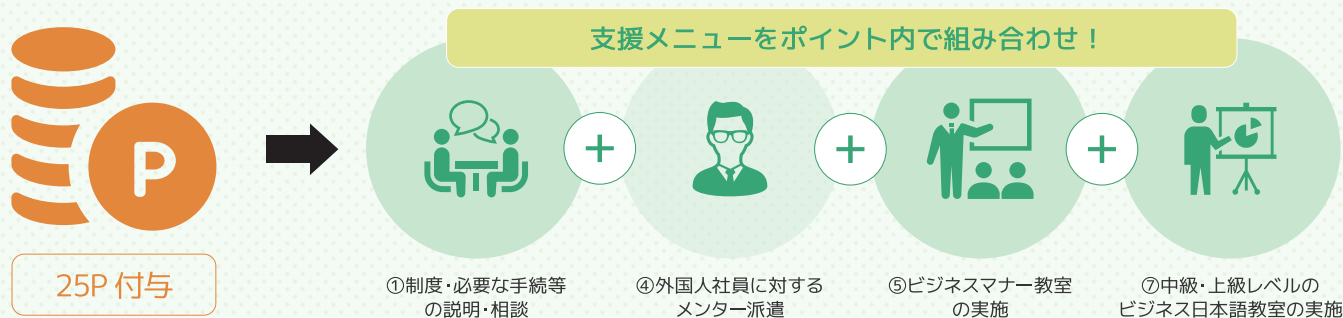 支援メニューをポイント内で組み合わせ！
P
25P 付与
①制度・必要な手続等
の説明・相談
④外国人社員に対する
メンター派遣
⑤ビジネスマナー教室
の実施
⑦中級・上級レベルの
ビジネス日本語教室の実施